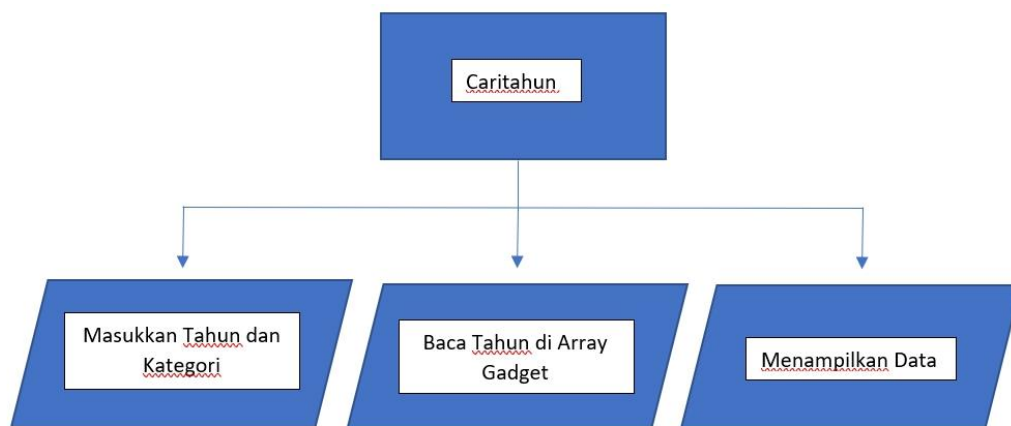 Caritahun
Masukkan Tahun dan
Kategori
Baca Tahun di Array
Gadget
Menampilkan Data